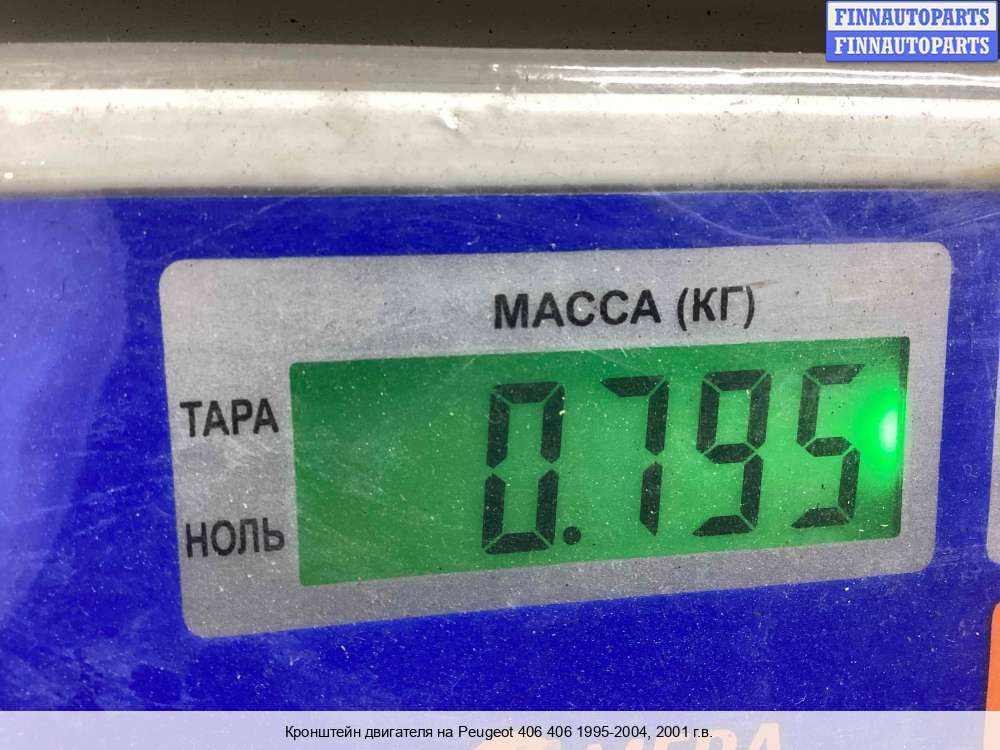 FINNAUTOPARTS
FINNAUTOPARTS
МАССА (КГ)
ТАРА
0.795
НОЛЬ
Кронштейн двигателя на Peugeot 406 406 1995-2004, 2001 г.в.